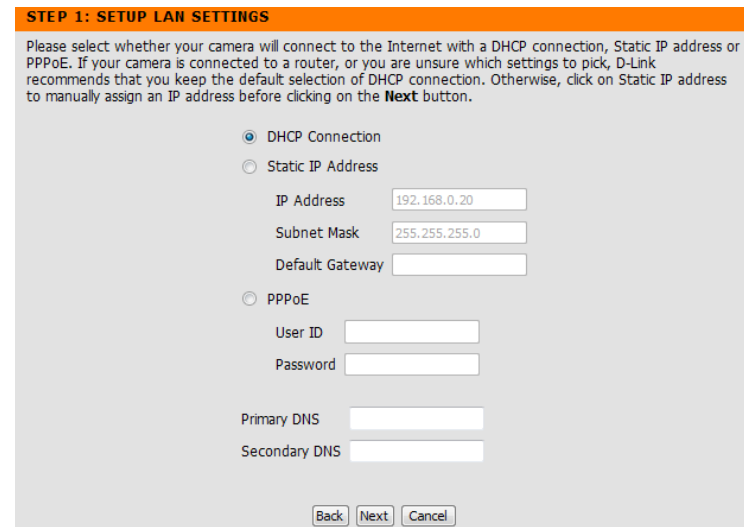 STEP 1: SETUP LAN SETTINGS
Please select whether your camera will connect to the Internet with a DHCP connection, Static IP address or
PPPoE. If your camera is connected to a router, or you are unsure which settings to pick, D-Link
recommends that you keep the default selection of DHCP connection. Otherwise, click on Static IP address
to manually assign an IP address before clicking on the Next button.
DHCP Connection
Static IP Address
IP Address 192.168.0.20
Subnet Mask 255.255.255.0
Default Gateway
PPPoE
User ID
Password
Primary DNS
Secondary DNS
Back Next Cancel